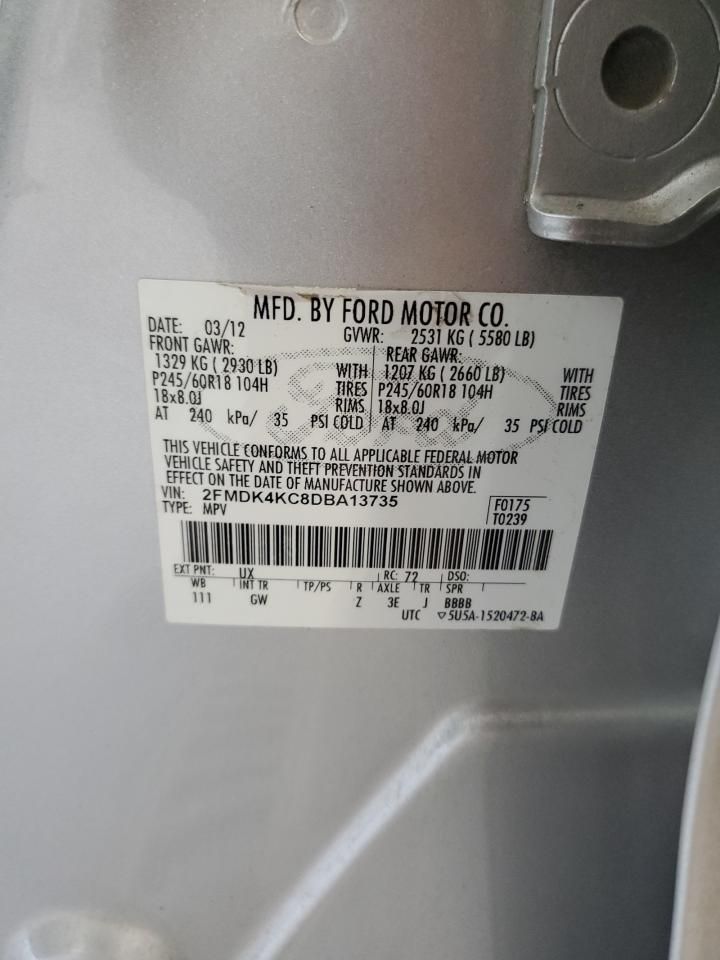 MFD. BY FORD MOTOR CO.
DATE: 03/12 GVWR: 2531 KG ( 5580 LB)
FRONT GAWR: REAR GAWR:
1329 KG ( 2930 LB) WITH 1207 KG ( 2660 LB) WITH
P245/60R18 104H TIRES P245/60R18 104H TIRES
18x8.0J RIMS 18x8.0J RIMS
AT 240 kPa/ 35 PSI COLD AT 240 kPa/ 35 PSI COLD
Ford
THIS VEHICLE CONFORMS TO ALL APPLICABLE FEDERAL MOTOR
VEHICLE SAFETY AND THEFT PREVENTION STANDARDS IN
EFFECT ON THE DATE OF MANUFACTURE SHOWN ABOVE.
VIN: 2FMDK4KC8DBA13735 F0175
TYPE: MPV T0239
EXT PNT: UX RC: 72 DSO:
WB INT TR TP/PS R AXLE TR SPR
111 GW Z 3E J BBBB
UTC ▽5U5A-1520472-BA